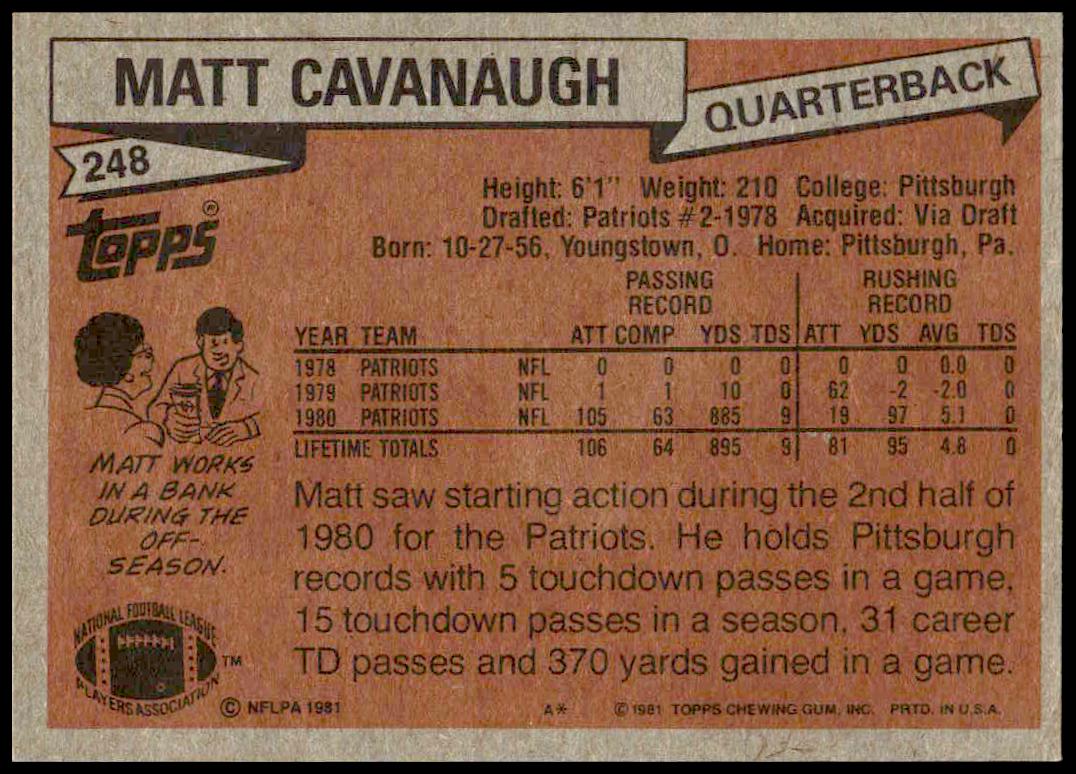 MATT CAVANAUGH
QUARTERBACK
248
TOPPS®
Height: 6'1" Weight: 210 College: Pittsburgh
Drafted: Patriots #2-1978 Acquired: Via Draft
Born: 10-27-56, Youngstown, O. Home: Pittsburgh, Pa.
PASSING RECORD RUSHING RECORD
YEAR TEAM ATT COMP YDS TDS ATT YDS AVG TDS
1978 PATRIOTS NFL 0 0 0 0 0 0 0.0 0
1979 PATRIOTS NFL 1 1 10 0 62 -2 -2.0 0
1980 PATRIOTS NFL 105 63 885 9 19 97 5.1 0
LIFETIME TOTALS 106 64 895 9 81 95 4.8 0
MATT WORKS
IN A BANK
DURING THE
OFF-
SEASON.
Matt saw starting action during the 2nd half of
1980 for the Patriots. He holds Pittsburgh
records with 5 touchdown passes in a game,
15 touchdown passes in a season, 31 career
TD passes and 370 yards gained in a game.
NATIONAL FOOTBALL LEAGUE
PLAYERS ASSOCIATION
TM
© NFLPA 1981
A* © 1981 TOPPS CHEWING GUM, INC. PRTD. IN U.S.A.